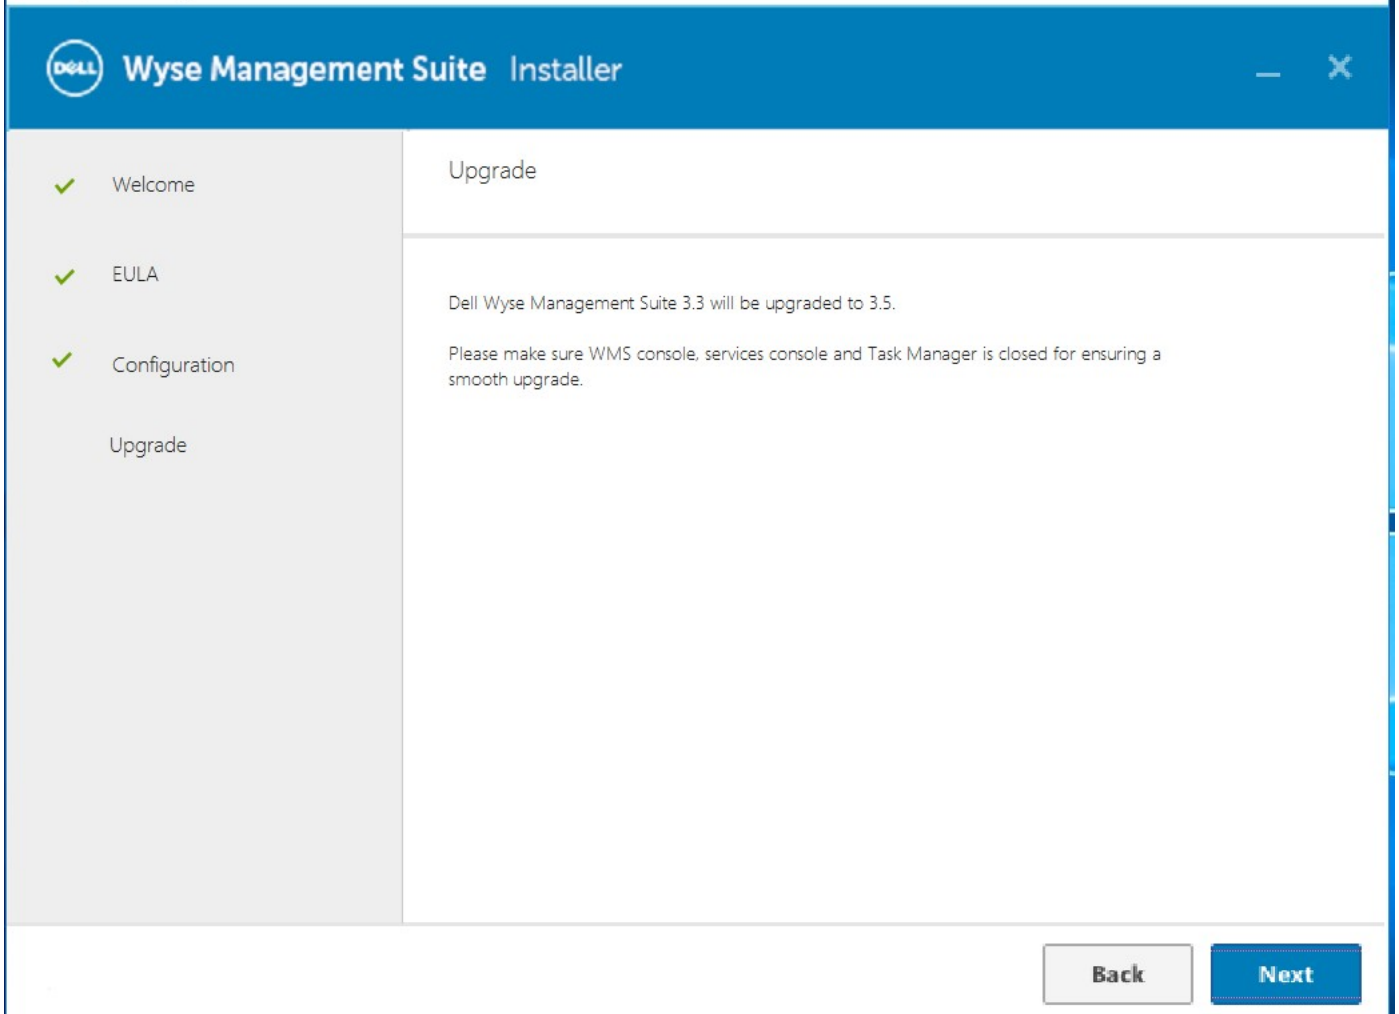 DELL Wyse Management Suite Installer
Welcome
EULA
Configuration
Upgrade
Upgrade
Dell Wyse Management Suite 3.3 will be upgraded to 3.5.
Please make sure WMS console, services console and Task Manager is closed for ensuring a
smooth upgrade.
Back Next